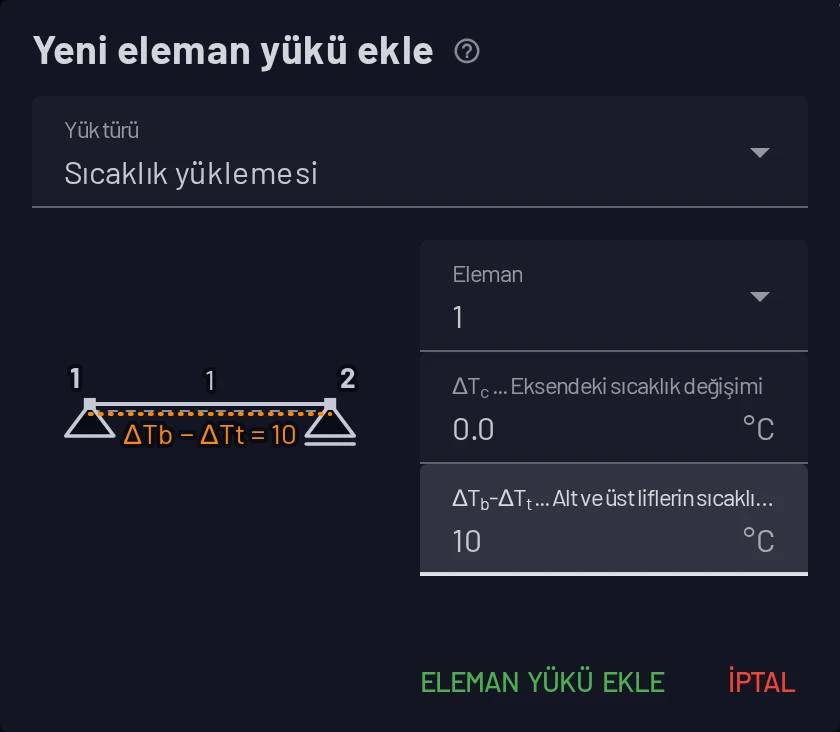 Yeni eleman yükü ekle ?
Yük türü
Sıcaklık yüklemesi
Eleman
1
ΔTc ... Eksendeki sıcaklık değişimi
0.0 °C
ΔTb-ΔTt ... Alt ve üst liflerin sıcaklı...
10 °C
1 1 2
ΔTb − ΔTt = 10
ELEMAN YÜKÜ EKLE İPTAL